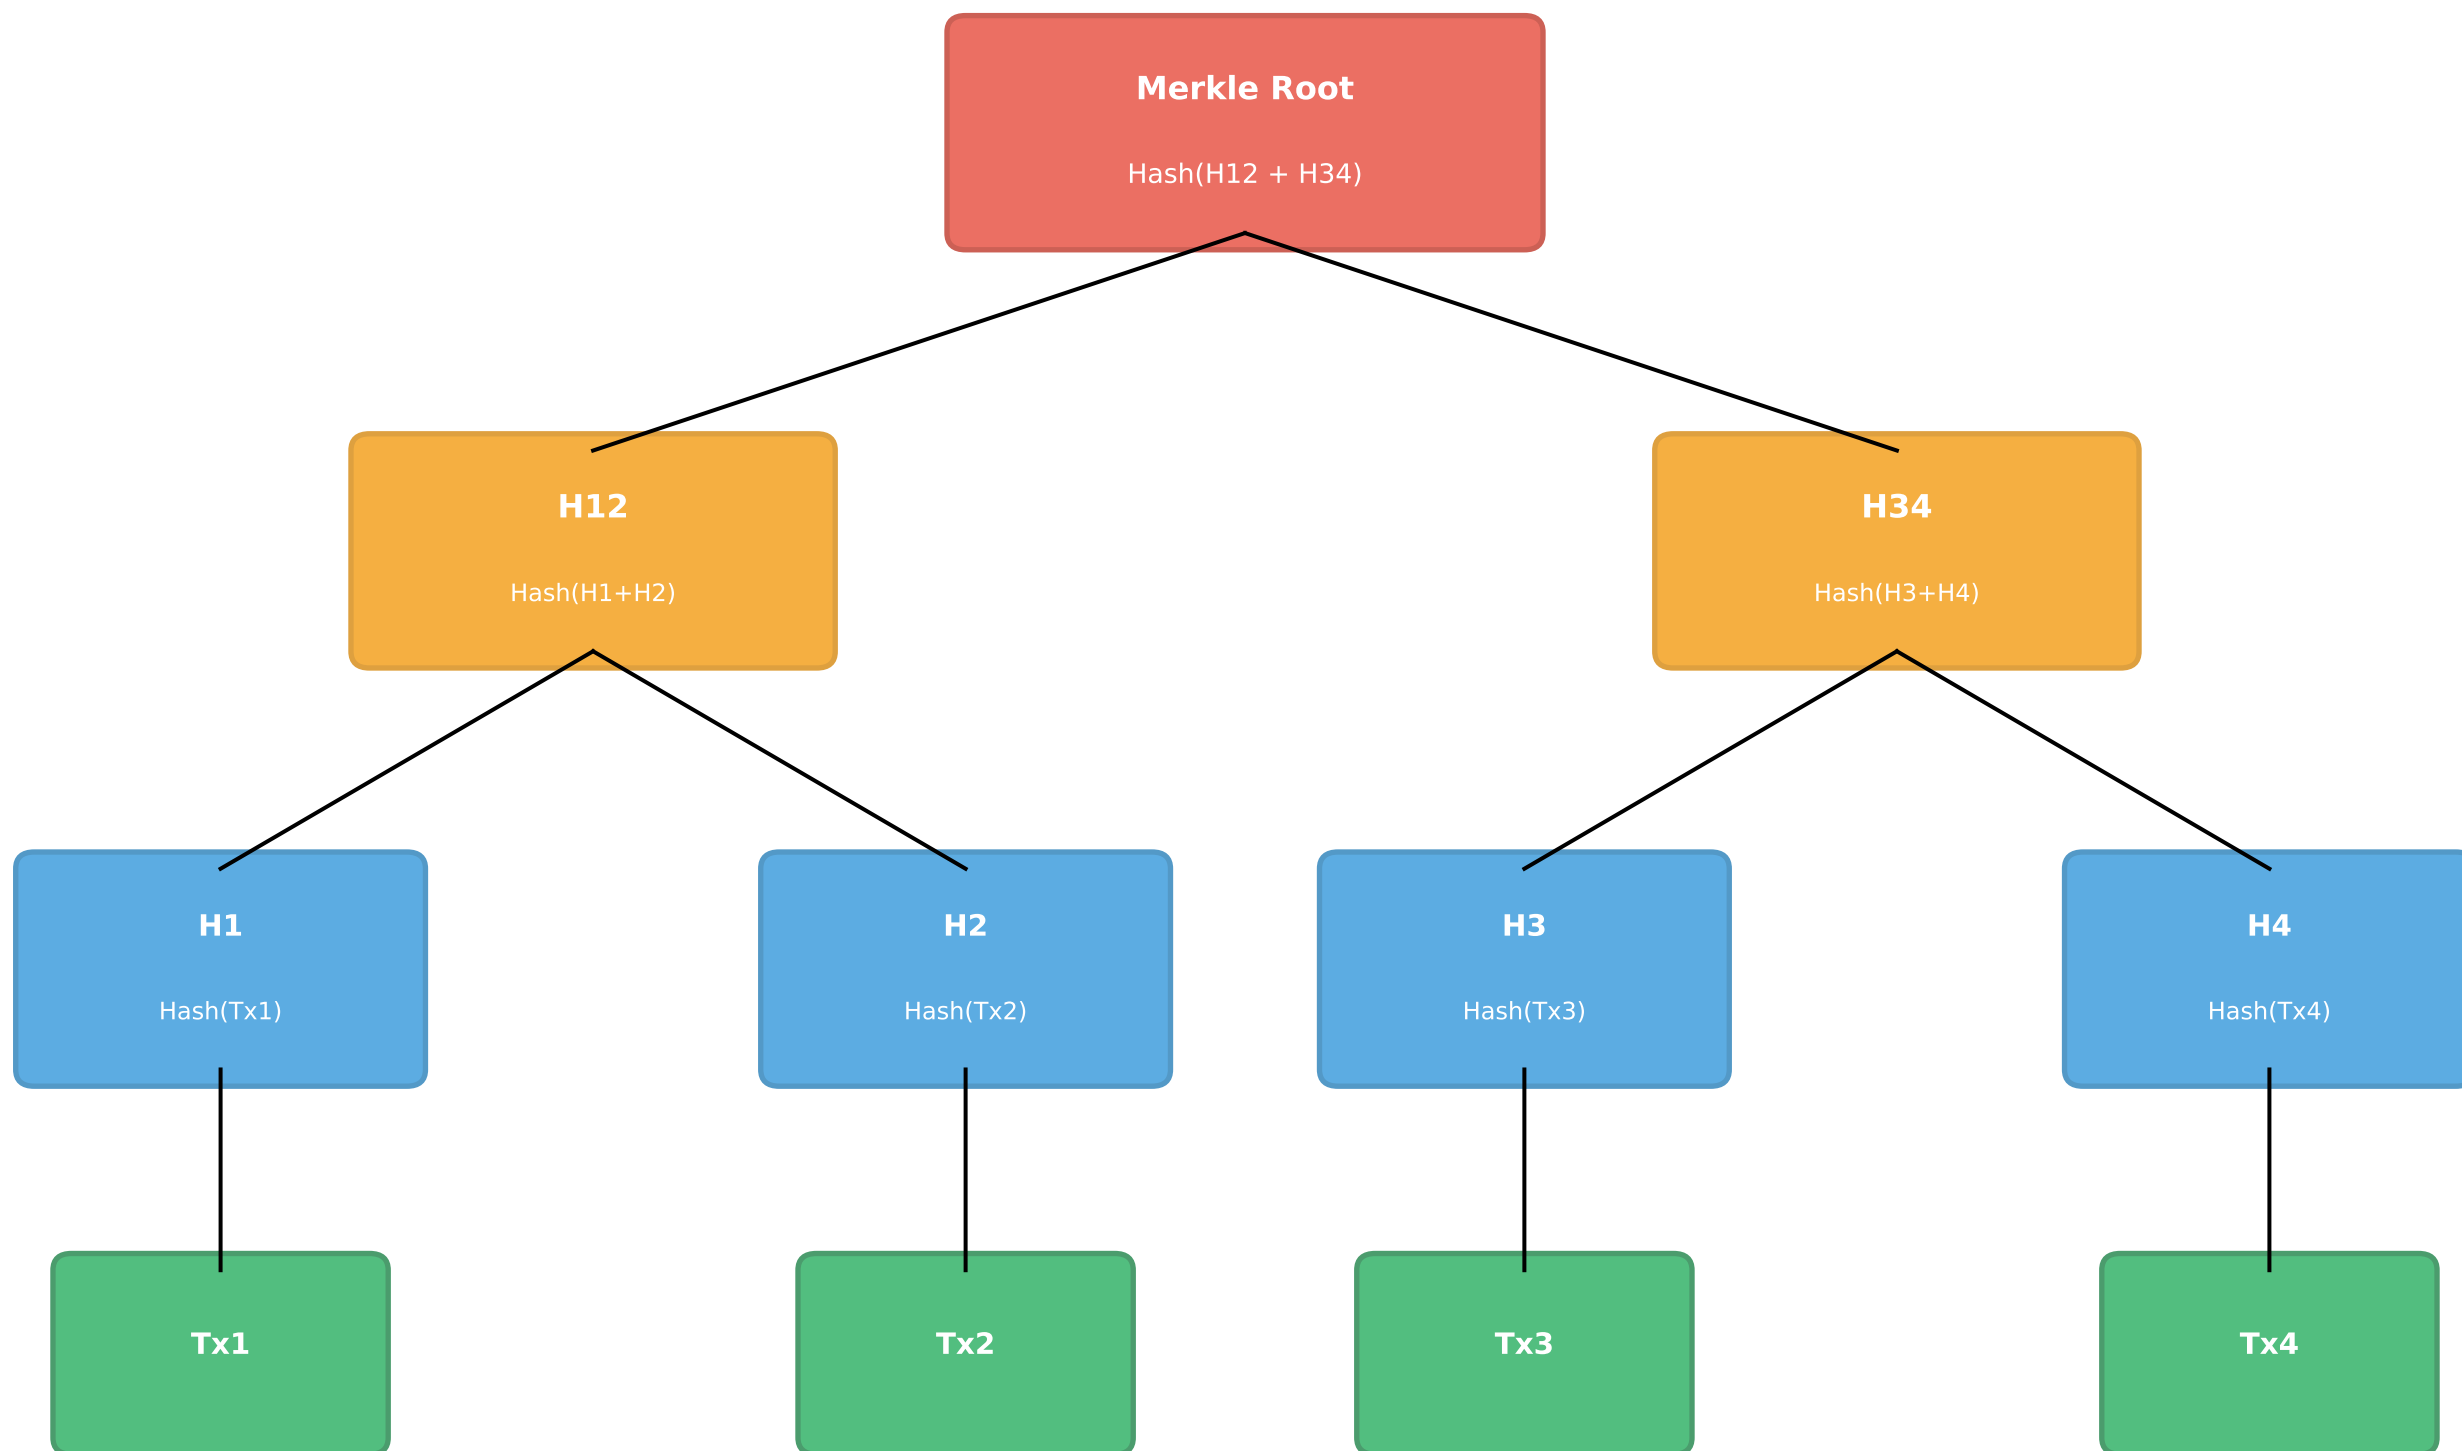 Merkle Root
Hash(H12 + H34)
H12
H34
Hash(H1+H2)
Hash(H3+H4)
H1
H2
H3
H4
Hash(Tx1)
Hash(Tx2)
Hash(Tx3)
Hash(Tx4)
Tx1
Tx2
Tx3
Tx4